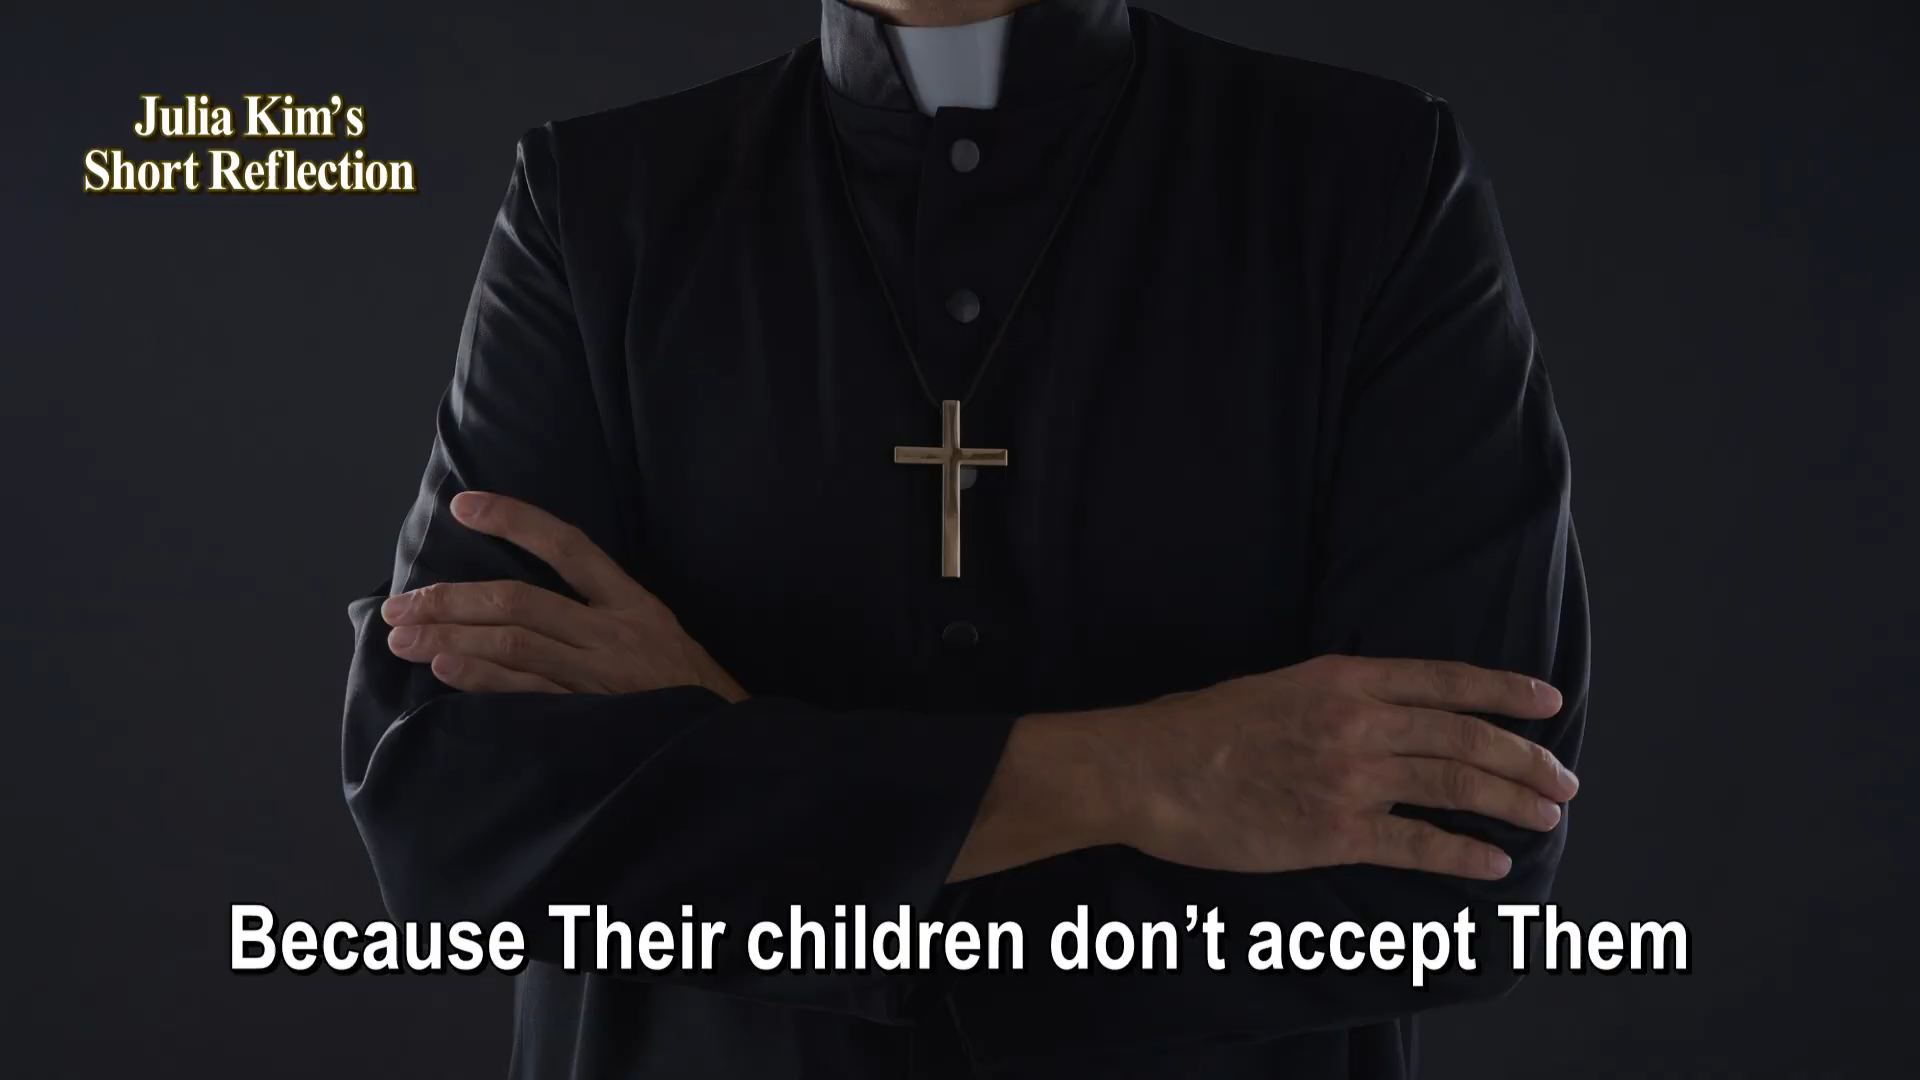 Julia Kim’s
Short Reflection
Because Their children don’t accept Them